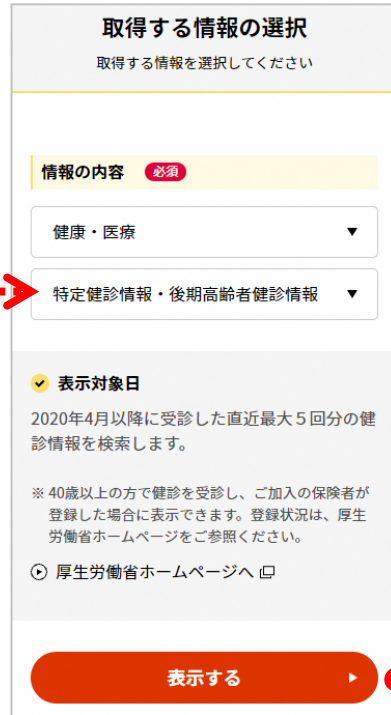 取得する情報の選択
取得する情報を選択してください
情報の内容 必須
健康・医療 ▼
特定健診情報・後期高齢者健診情報 ▼
表示対象日
2020年4月以降に受診した直近最大5回分の健
診情報を検索します。
※ 40歳以上の方で健診を受診し、ご加入の保険者が
登録した場合に表示できます。登録状況は、厚生
労働省ホームページをご参照ください。
厚生労働省ホームページへ
表示する